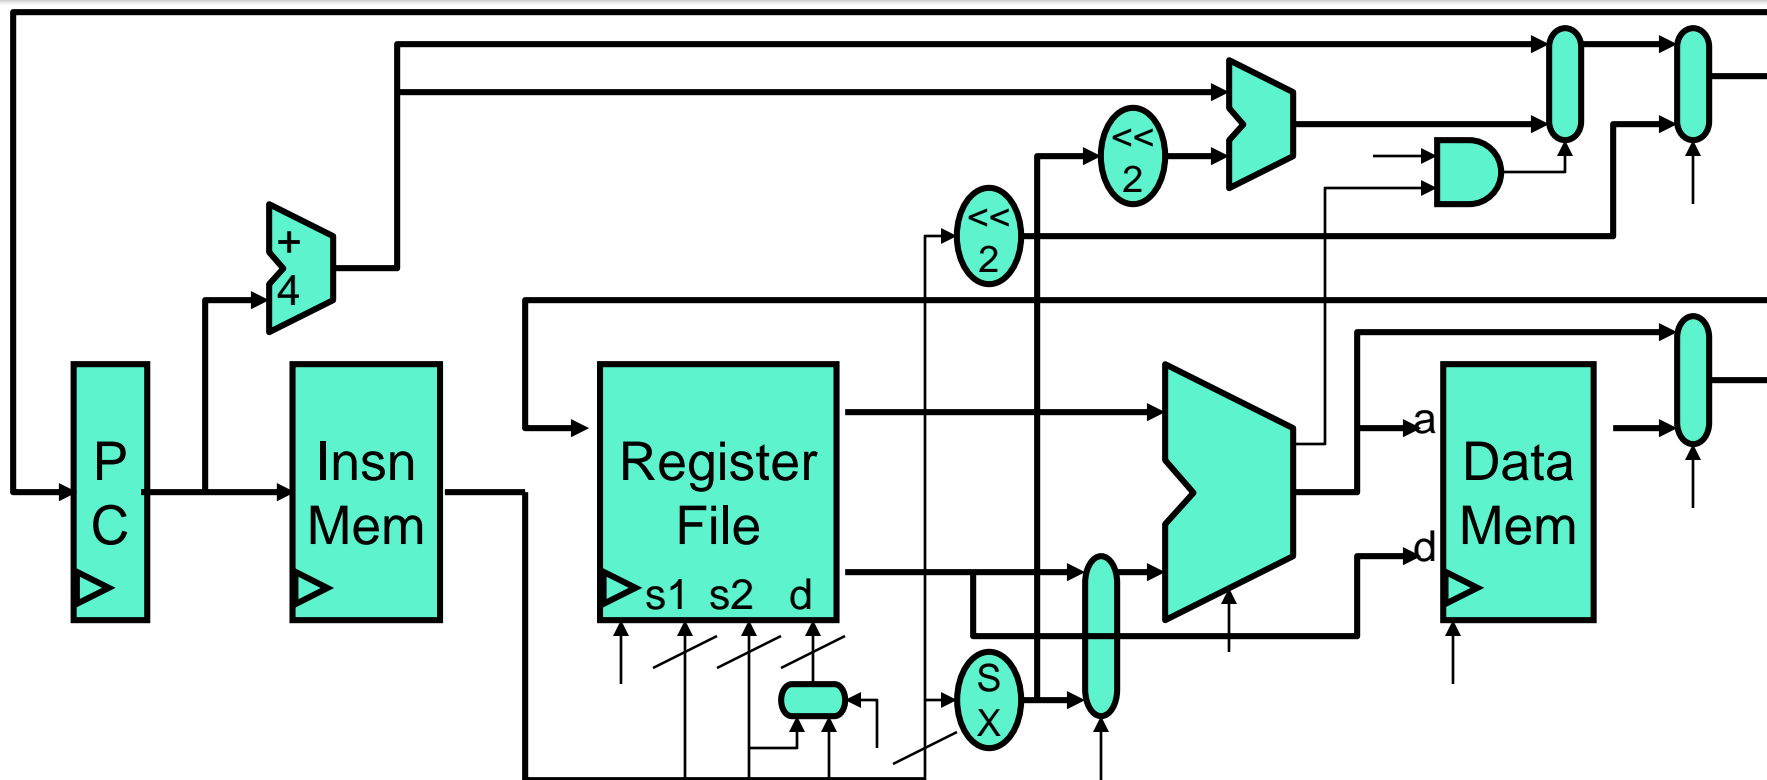 <<
2
<<
2
+
4
P
C
Insn
Mem
Register
File
s1 s2 d
a
d
Data
Mem
S
X